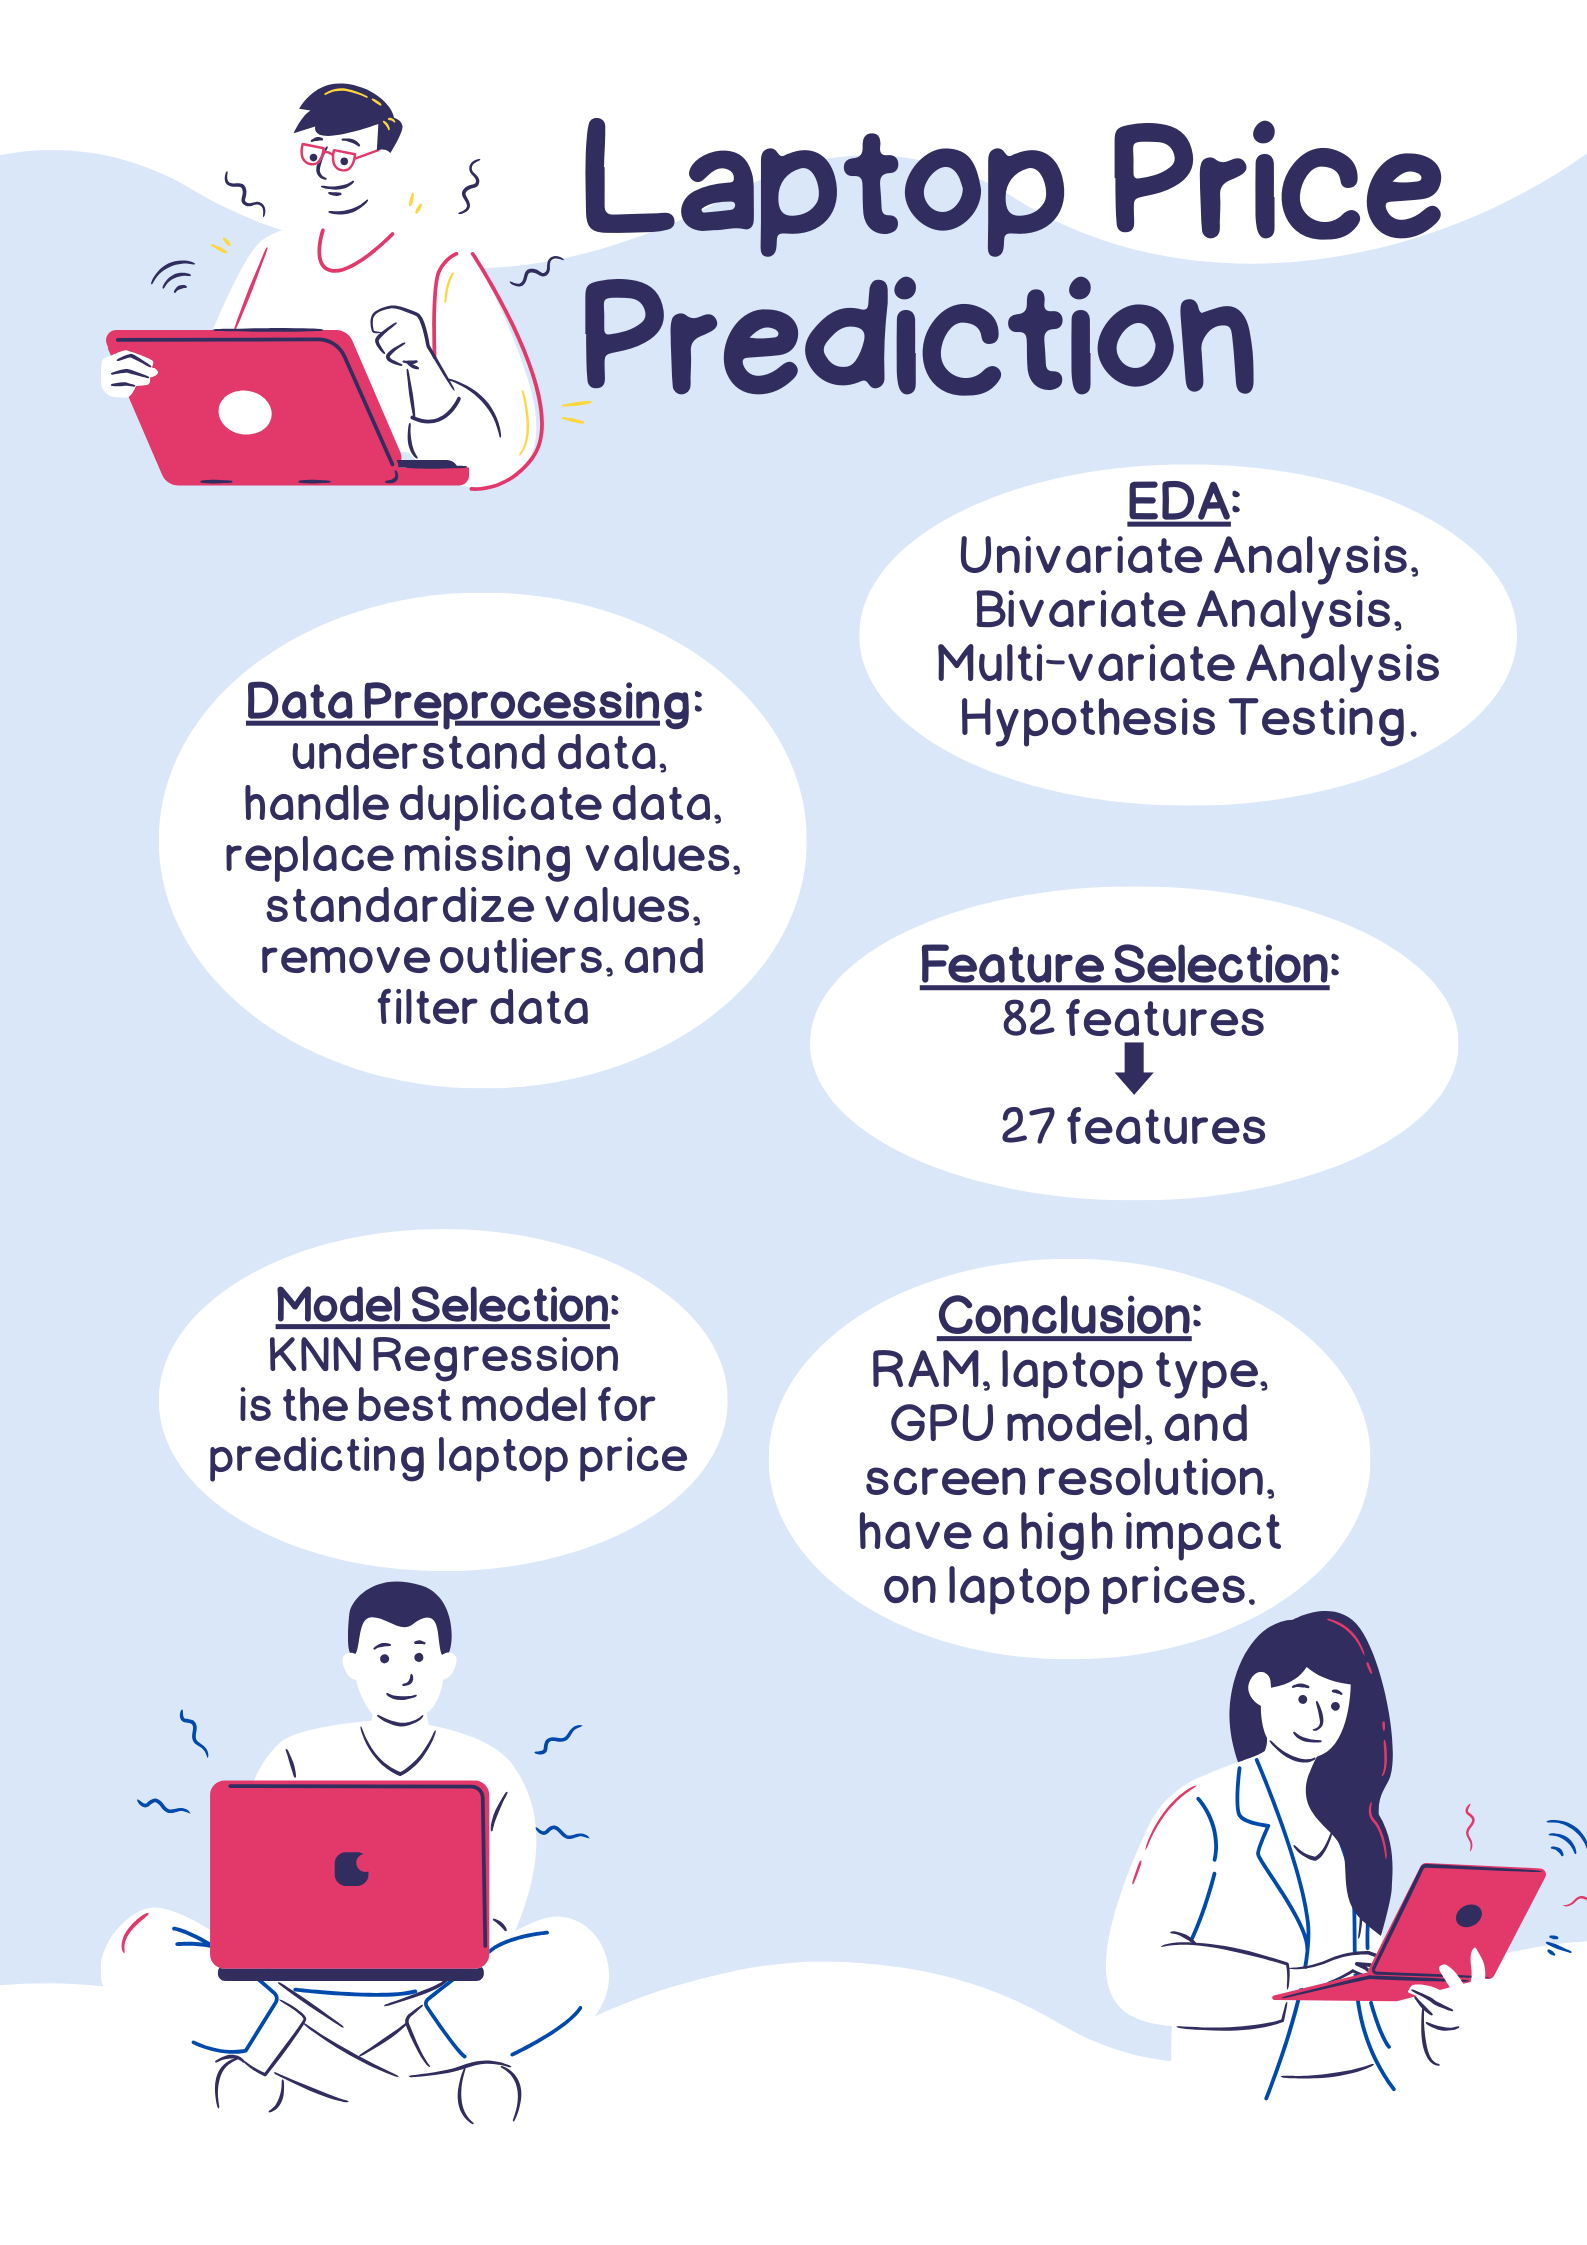 Laptop Price
Prediction
EDA:
Univariate Analysis,
Bivariate Analysis,
Multi-variate Analysis
Hypothesis Testing.
Data Preprocessing:
understand data,
handle duplicate data,
replace missing values,
standardize values,
remove outliers, and
filter data
Feature Selection:
82 features
27 features
Model Selection:
KNN Regression
is the best model for
predicting laptop price
Conclusion:
RAM, laptop type,
GPU model, and
screen resolution,
have a high impact
on laptop prices.